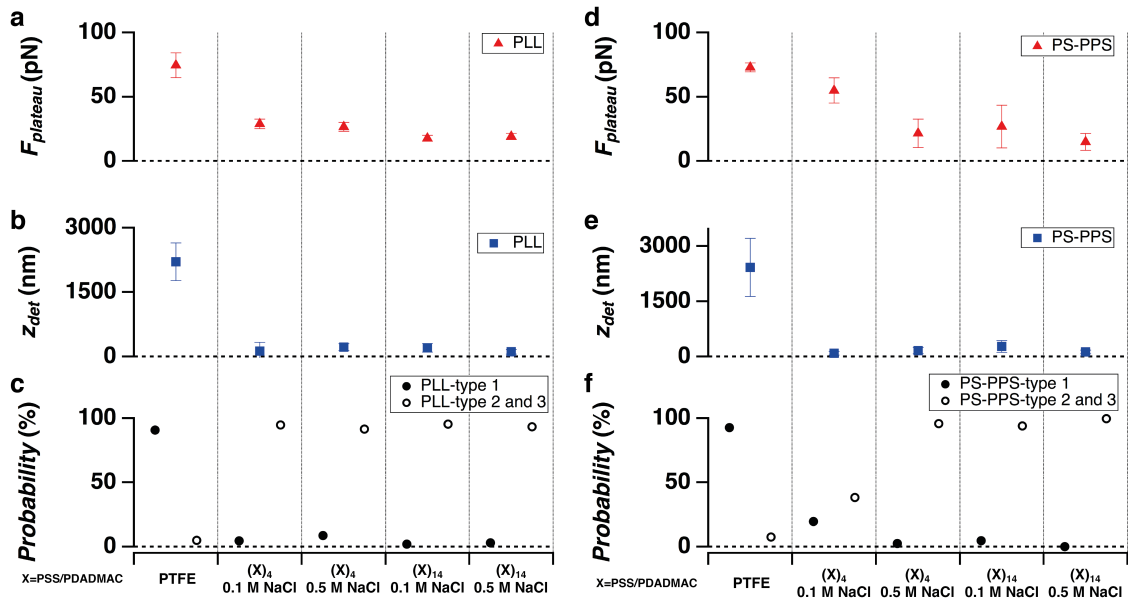 a
F_plateau (pN)
100
50
0
PLL
b
z_det (nm)
3000
1500
0
PLL
c
Probability (%)
100
50
0
PLL-type 1
PLL-type 2 and 3
X=PSS/PDADMAC
PTFE
(X)₄
0.1 M NaCl
(X)₄
0.5 M NaCl
(X)₁₄
0.1 M NaCl
(X)₁₄
0.5 M NaCl
d
F_plateau (pN)
100
50
0
PS-PPS
e
z_det (nm)
3000
1500
0
PS-PPS
f
Probability (%)
100
50
0
PS-PPS-type 1
PS-PPS-type 2 and 3
X=PSS/PDADMAC
PTFE
(X)₄
0.1 M NaCl
(X)₄
0.5 M NaCl
(X)₁₄
0.1 M NaCl
(X)₁₄
0.5 M NaCl